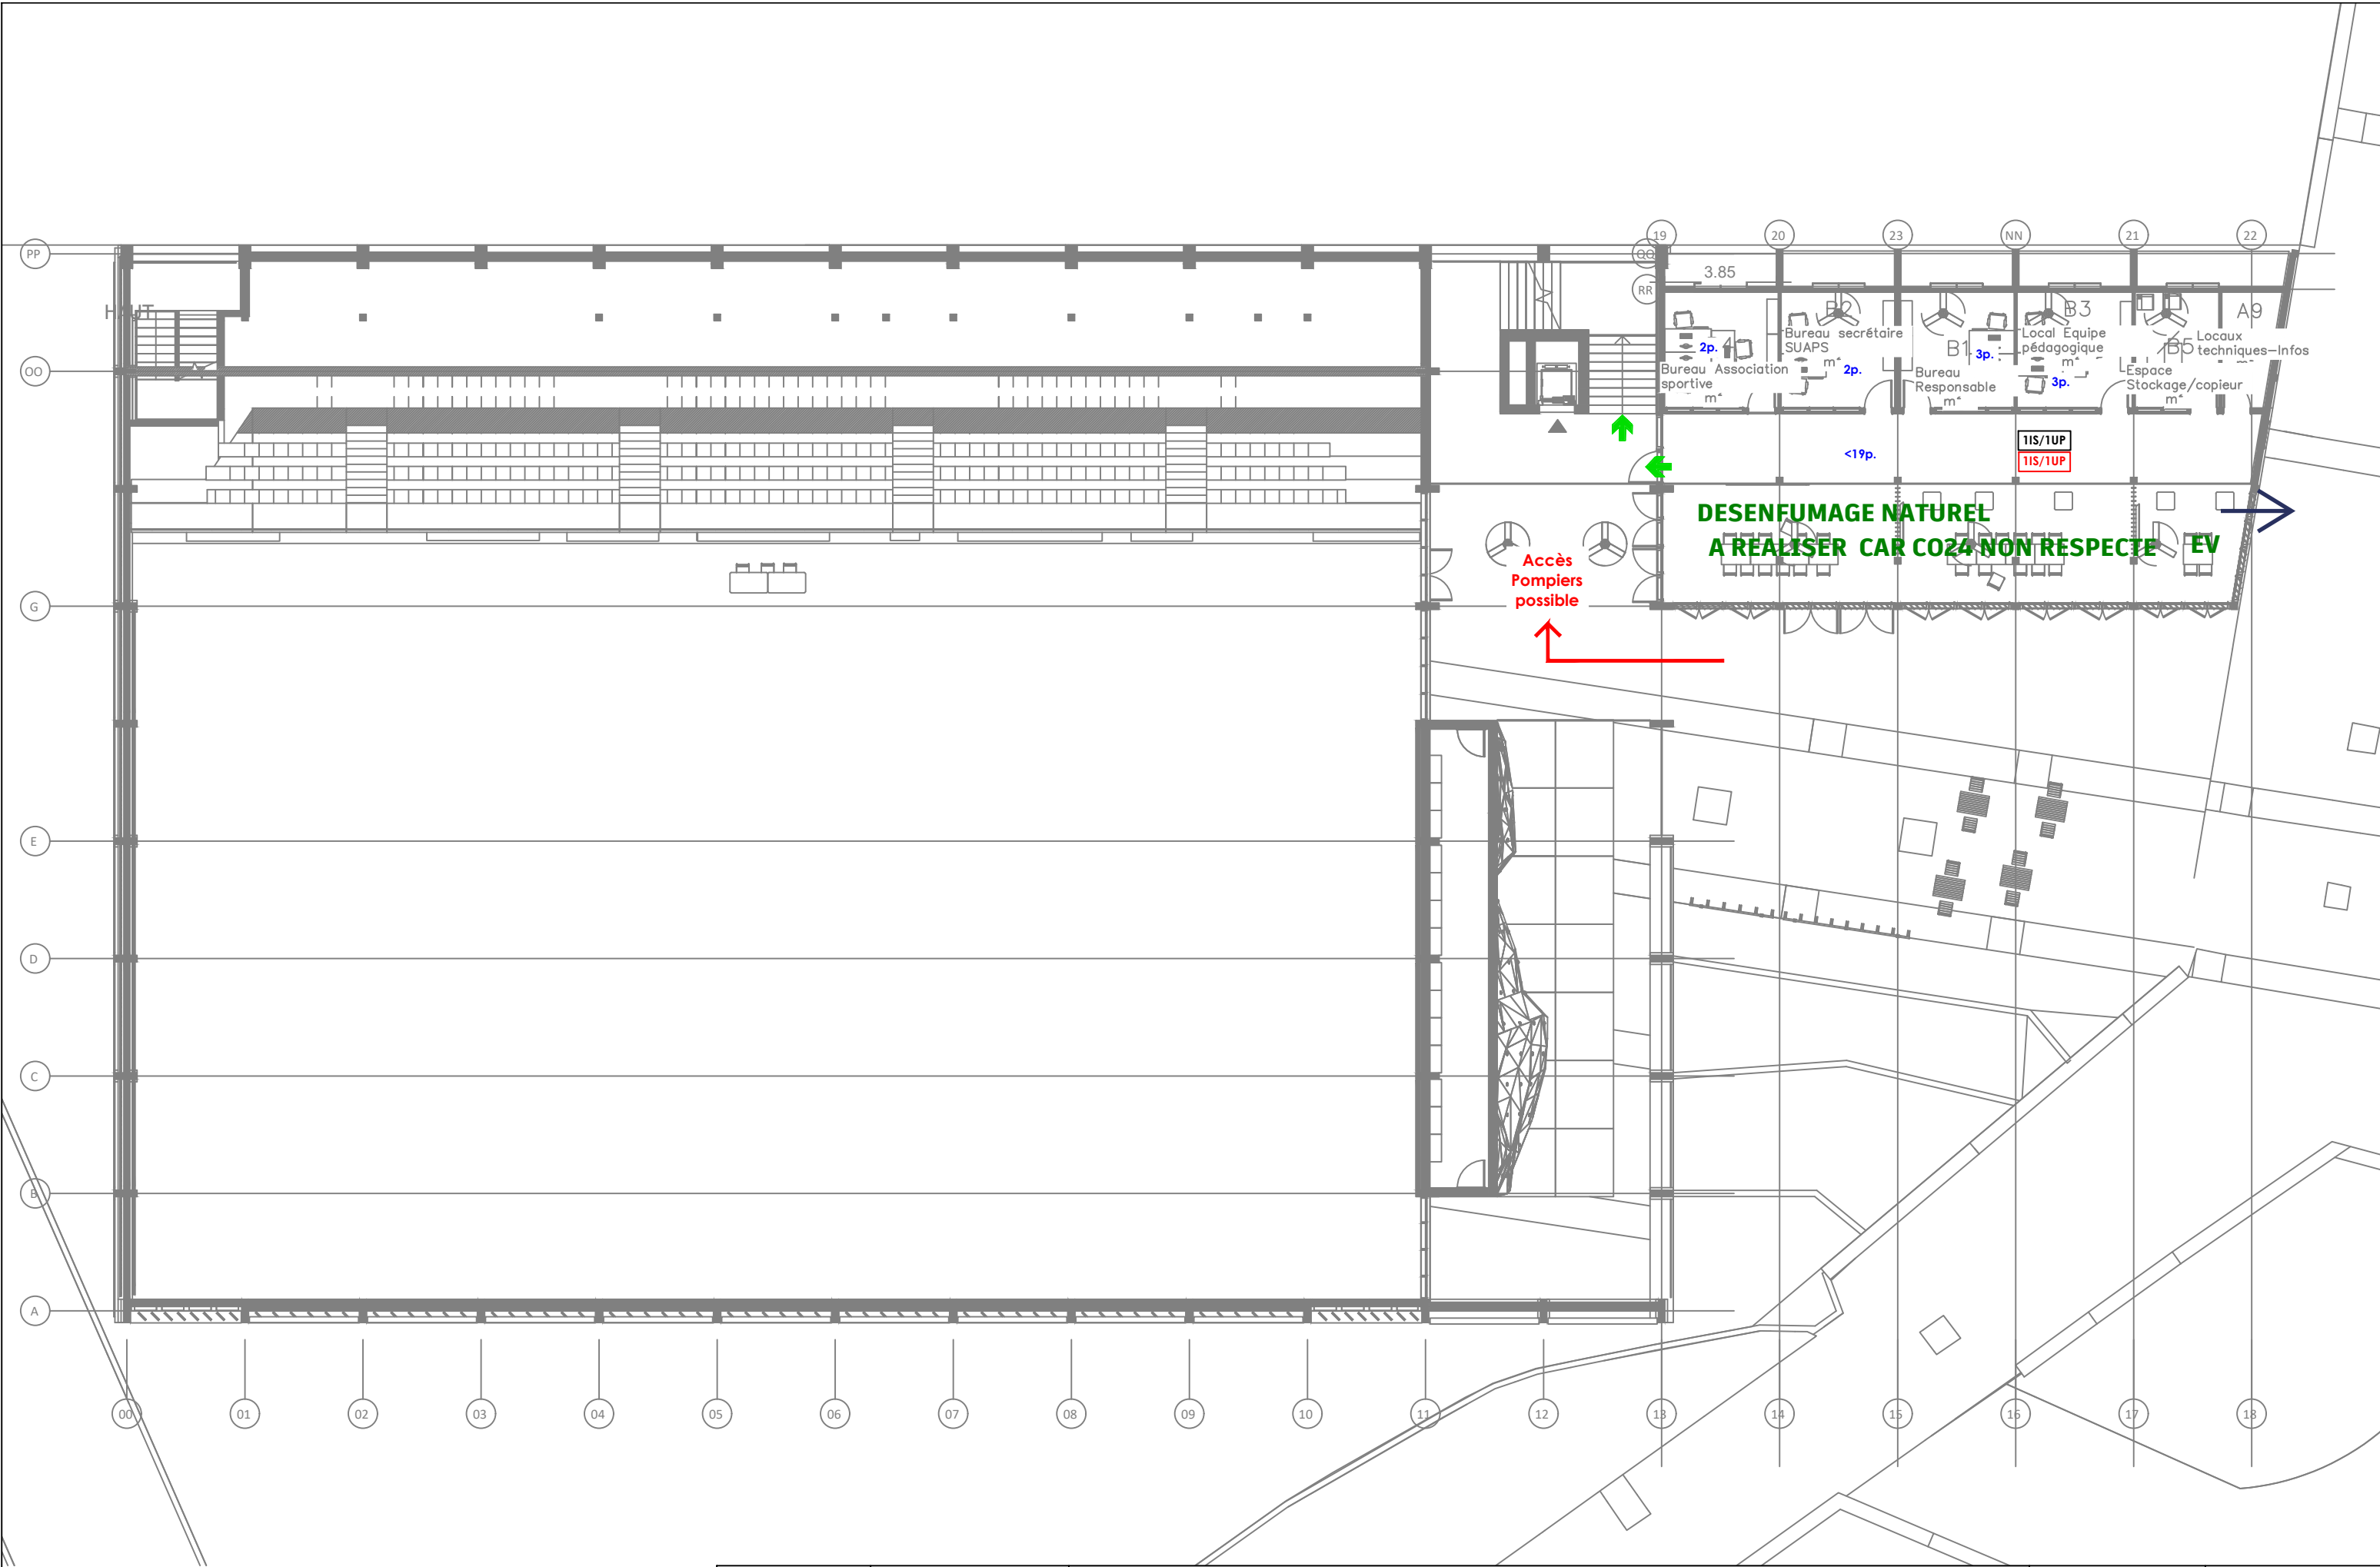 19
20
23
NN
21
22
PP
QQ
RR
3.85
HAUT
B2
B3
A9
Bureau secrétaire
SUAPS
m²
Local Equipe
pédagogique
m²
B5
Locaux
techniques-Infos
m²
2p.
B1
3p.
Bureau Association
sportive
m²
2p.
Bureau
Responsable
m²
3p.
Espace
Stockage/copieur
m²
OO
1IS/1UP
1IS/1UP
<19p.
DESENFUMAGE NATUREL
A REALISER CAR CO24 NON RESPECTE
EV
Accès
Pompiers
possible
G
E
D
C
B
A
00
01
02
03
04
05
06
07
08
09
10
11
12
13
14
15
16
17
18